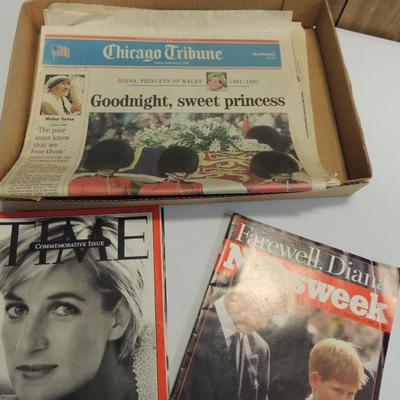 Chicago Tribune
DIANA, PRINCESS OF WALES
1961-1997
Goodnight, sweet princess
Mother Teresa
'The poor
must know
that we
love them'
TIME
COMMEMORATIVE ISSUE
Farewell, Diana
Newsweek